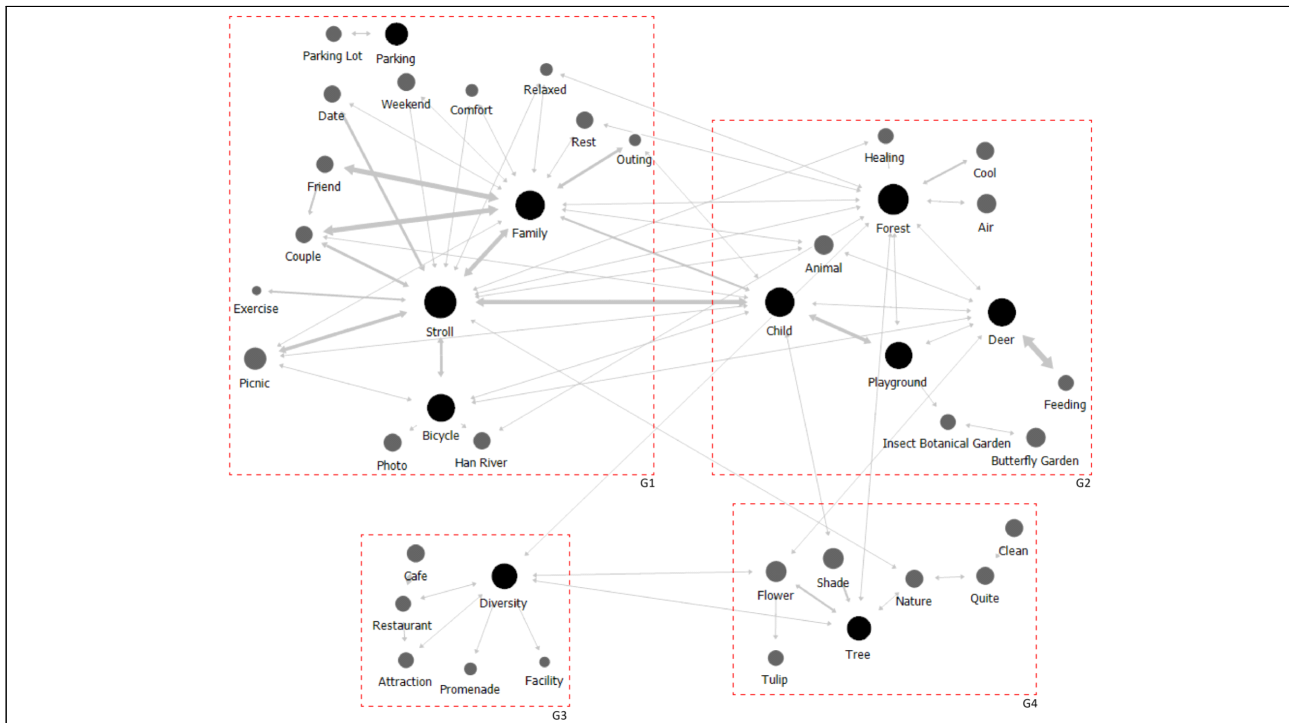 Parking Lot
Parking
Date
Weekend
Comfort
Relaxed
Rest
Outing
Friend
Family
Couple
Exercise
Stroll
Picnic
Bicycle
Photo
Han River
G1
Healing
Cool
Forest
Air
Animal
Child
Deer
Playground
Feeding
Insect Botanical Garden
Butterfly Garden
G2
Cafe
Diversity
Restaurant
Attraction
Promenade
Facility
G3
Clean
Flower
Shade
Nature
Quite
Tree
Tulip
G4